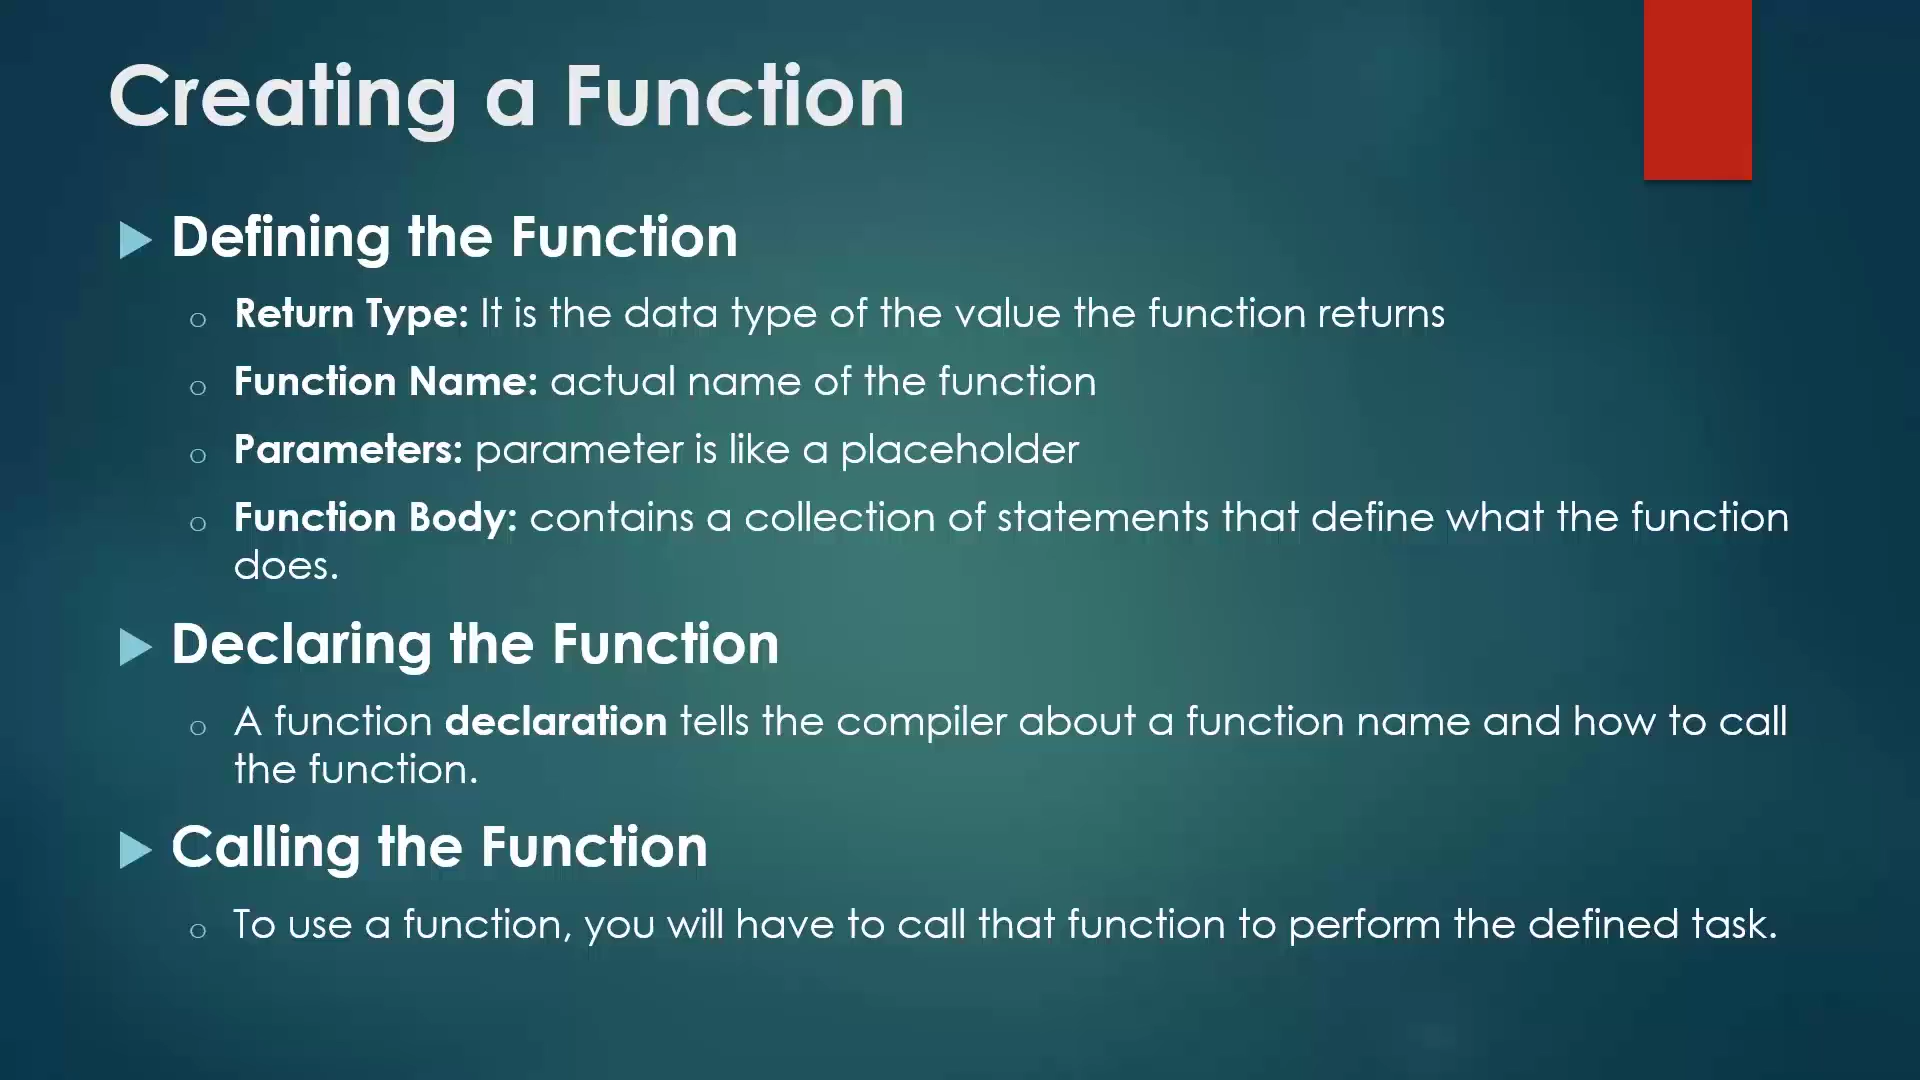 Creating a Function
Defining the Function
Return Type: It is the data type of the value the function returns
Function Name: actual name of the function
Parameters: parameter is like a placeholder
Function Body: contains a collection of statements that define what the function
does.
Declaring the Function
A function declaration tells the compiler about a function name and how to call
the function.
Calling the Function
To use a function, you will have to call that function to perform the defined task.